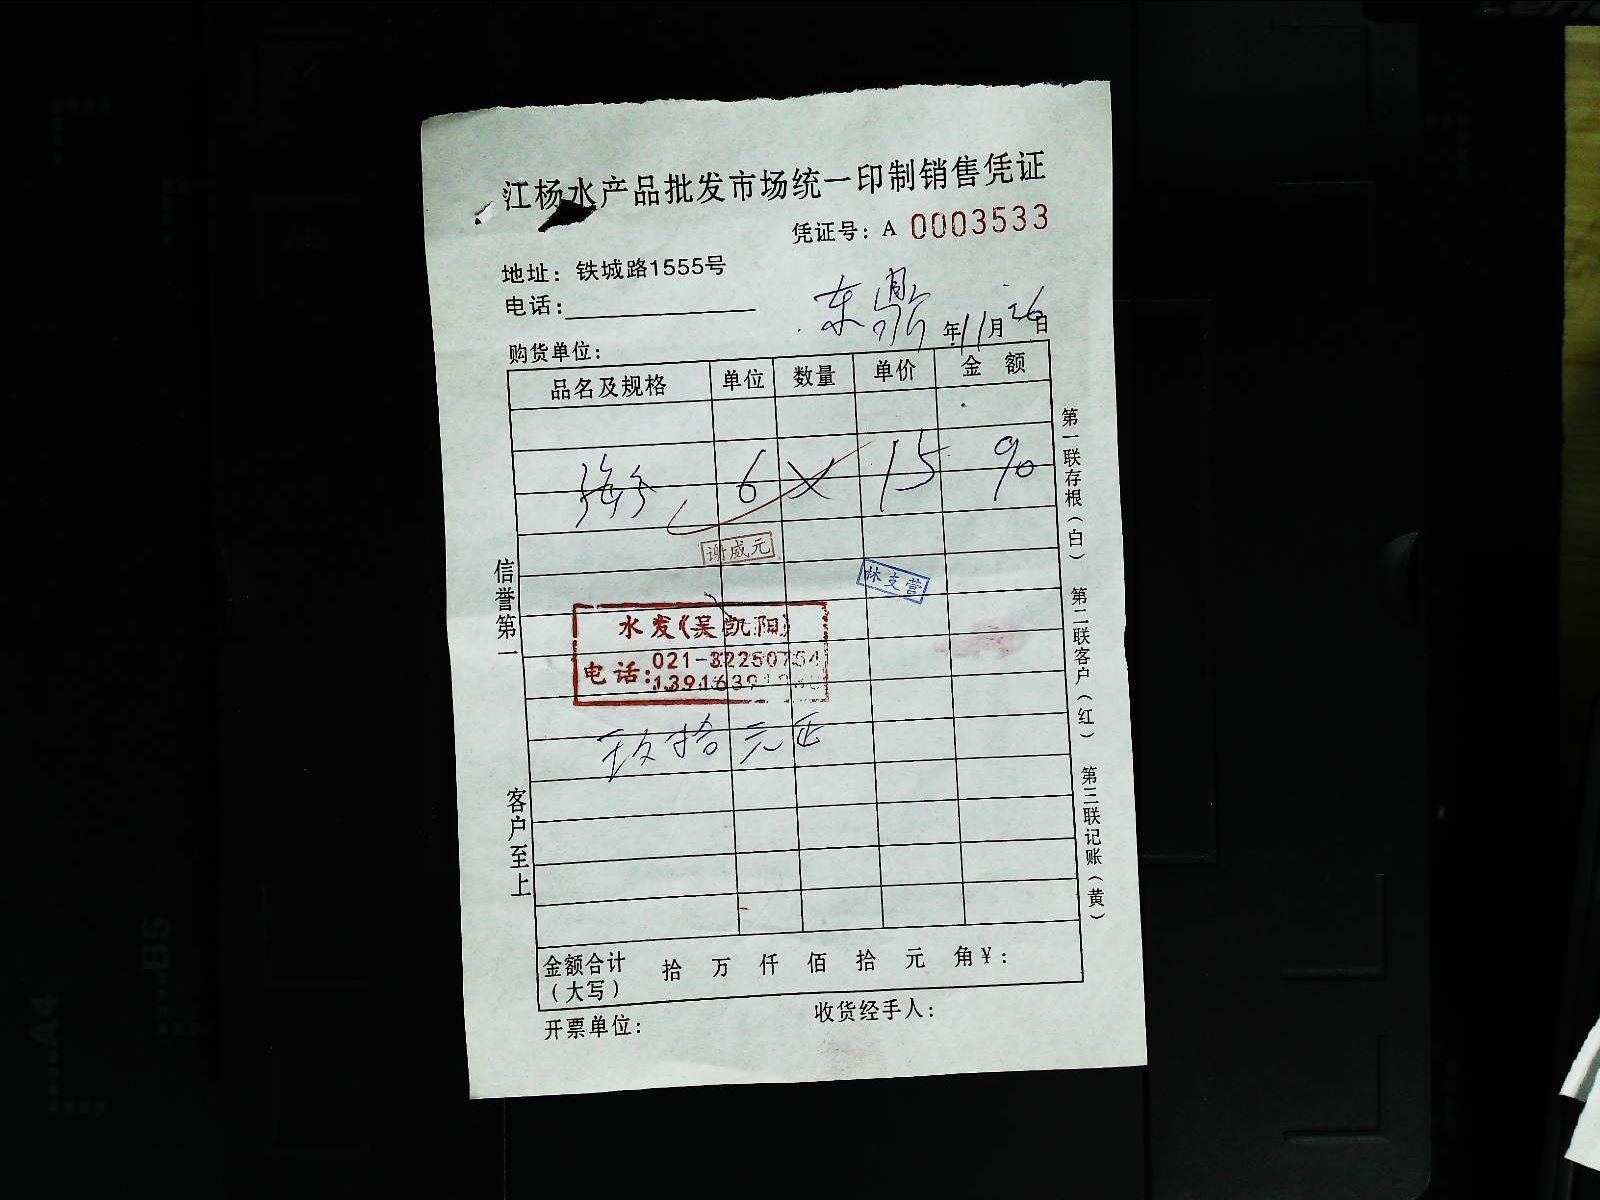 江杨水产品批发市场统一印制销售凭证
凭证号：A 0003533
地址：铁城路1555号
电话：
东鼎
年11月26日
购货单位：
品名及规格 单位 数量 单价 金额
6 × 15 90
谢威元
林支营
水发（吴凯阳）
电话：021-32250754
1391639
玖拾元正
金额合计（大写） 拾 万 仟 佰 拾 元 角￥：
开票单位： 收货经手人：
信誉第一
客户至上
第一联存根（白）
第二联客户（红）
第三联记账（黄）
A4
B5